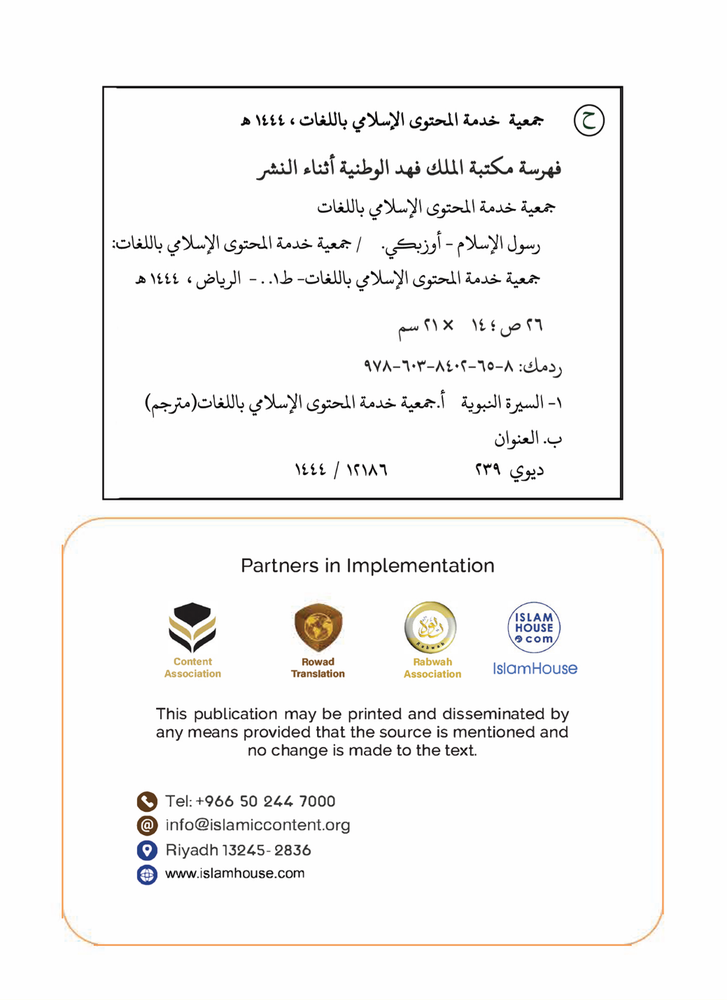 ح جمعية خدمة المحتوى الإسلامي باللغات ، ١٤٤٤ هـ
فهرسة مكتبة الملك فهد الوطنية أثناء النشر
جمعية خدمة المحتوى الإسلامي باللغات
رسول الإسلام - أوزبكي. / جمعية خدمة المحتوى الإسلامي باللغات؛
جمعية خدمة المحتوى الإسلامي باللغات- ط١. .- الرياض ، ١٤٤٤ هـ
٢٦ ص ؛ ١٤ × ٢١ سم
ردمك: ٨-٦٥-٨٤٠٢-٦٠٣-٩٧٨
١- السيرة النبوية أ.جمعية خدمة المحتوى الإسلامي باللغات(مترجم)
ب. العنوان
ديوي ٢٣٩ ١٢١٨٦ / ١٤٤٤
Partners in Implementation
Content
Association
Rowad
Translation
Rabwah
Rabwah
Association
ISLAM
HOUSE
com
IslamHouse
This publication may be printed and disseminated by
any means provided that the source is mentioned and
no change is made to the text.
Tel: +966 50 244 7000
@ info@islamiccontent.org
Riyadh 13245- 2836
www.islamhouse.com